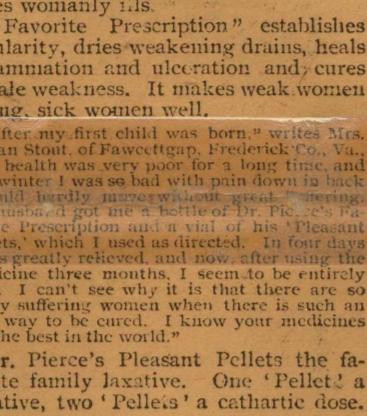 es womanly ills.
Favorite Prescription" establishes
ularity, dries weakening drains, heals
ammation and ulceration and, cures
ale weakness. It makes weak women
ng, sick women well.
fter my first child was born," writes Mrs.
an Stout, of Fawcettgap, Frederick Co., Va.,
health was very poor for a long time, and
winter I was so bad with pain down in back
uld hardly move without great suffering.
husband got me a bottle of Dr. Pierce's Fa-
e Prescription and a vial of his 'Pleasant
ets,' which I used as directed. In four days
s greatly relieved, and now, after using the
icine three months, I seem to be entirely
. I can't see why it is that there are so
y suffering women when there is such an
way to be cured. I know your medicines
he best in the world."
r. Pierce's Pleasant Pellets the fa-
te family laxative. One 'Pellet' a
ative, two 'Pellets' a cathartic dose.